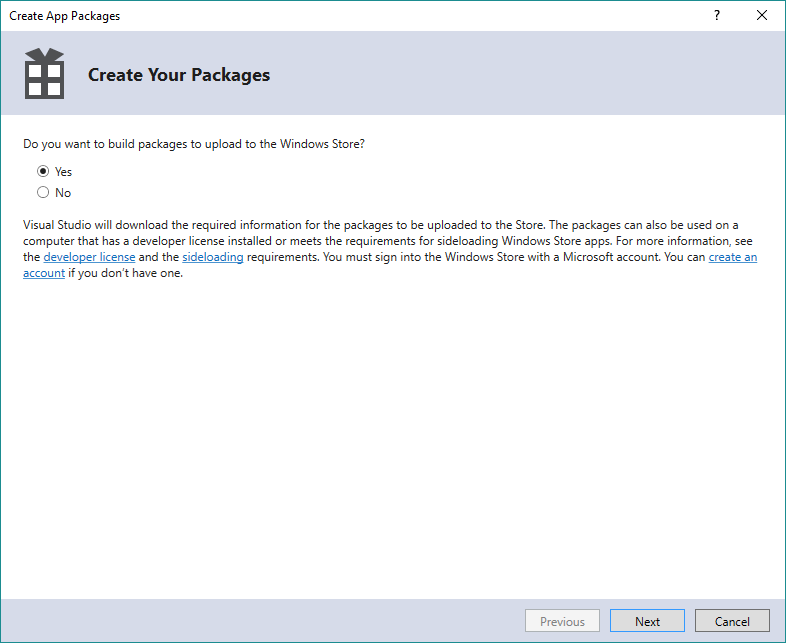 Create App Packages
?
Create Your Packages
Do you want to build packages to upload to the Windows Store?
Yes
No
Visual Studio will download the required information for the packages to be uploaded to the Store. The packages can also be used on a
computer that has a developer license installed or meets the requirements for sideloading Windows Store apps. For more information, see
the developer license and the sideloading requirements. You must sign into the Windows Store with a Microsoft account. You can create an
account if you don't have one.
Previous Next Cancel